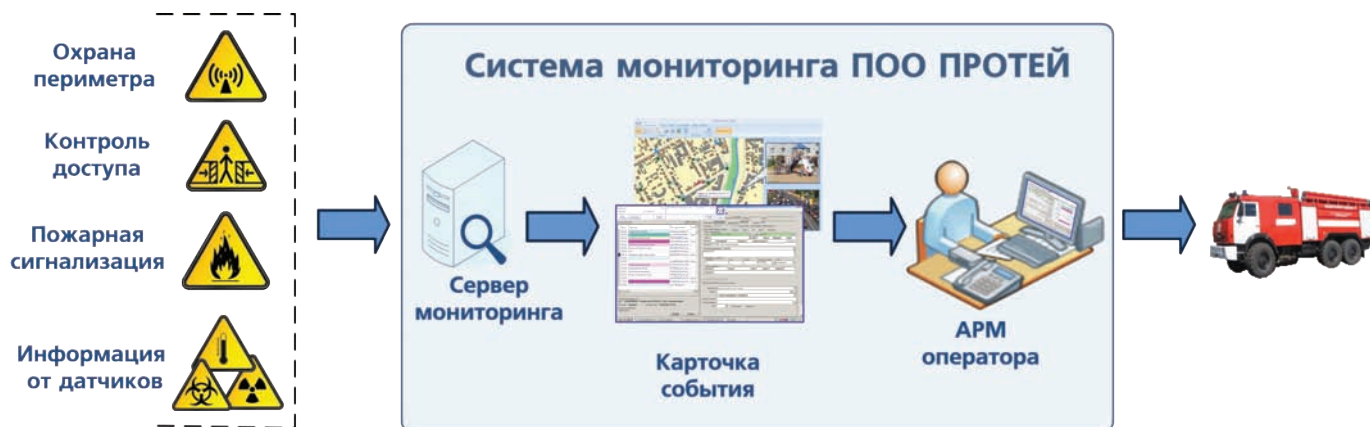 Охрана
периметра
Контроль
доступа
Пожарная
сигнализация
Информация
от датчиков
Система мониторинга ПОО ПРОТЕЙ
Сервер
мониторинга
Карточка
события
АРМ
оператора